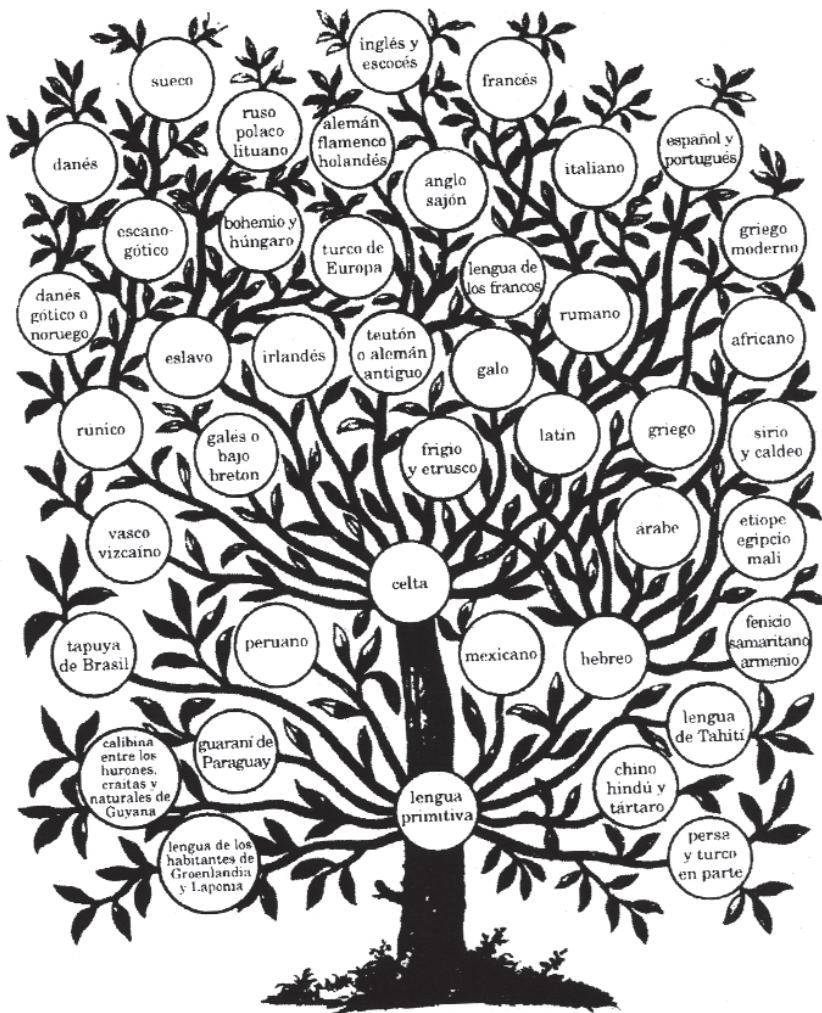 inglés y
escocés
sueco
francés
ruso
polaco
lituano
alemán
flamenco
holandés
danés
anglo
sajón
italiano
español y
portugués
escano-
gótico
bohemio y
húngaro
turco de
Europa
lengua de
los francos
griego
moderno
danés
gótico o
noruego
rumano
eslavo
irlandés
teutón
o alemán
antiguo
galo
africano
rúnico
galés o
bajo
breton
frigio
y etrusco
latín
griego
sirio
y caldeo
vasco
vizcaíno
árabe
etíope
egipcio
mali
celta
tapuya
de Brasil
peruano
mexicano
hebreo
fenicio
samaritano
armenio
calibina
entre los
hurones,
craitas y
naturales de
Guyana
guaraní de
Paraguay
lengua
de Tahití
lengua
primitiva
chino
hindú y
tártaro
lengua de los
habitantes de
Groenlandia
y Laponia
persa
y turco
en parte